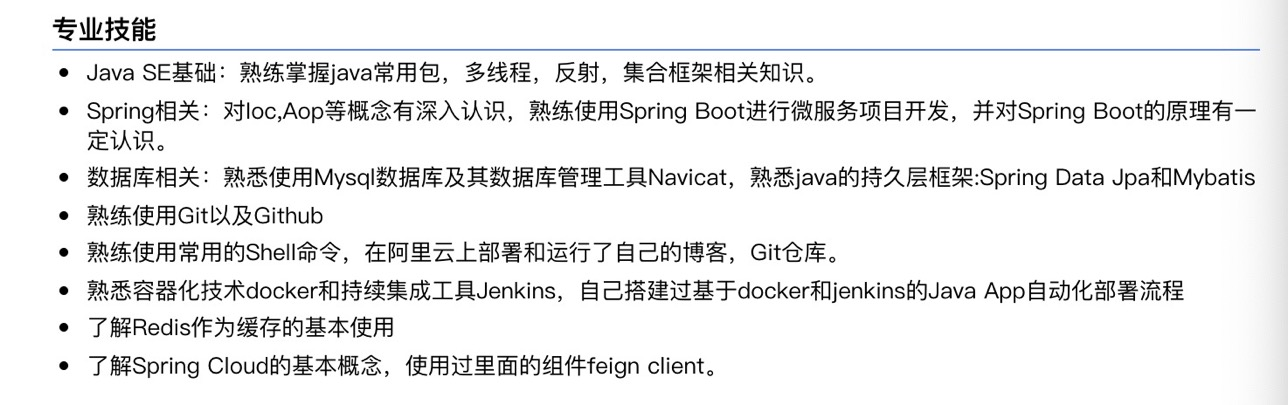 专业技能
• Java SE基础：熟练掌握java常用包，多线程，反射，集合框架相关知识。
• Spring相关：对Ioc,Aop等概念有深入认识，熟练使用Spring Boot进行微服务项目开发，并对Spring Boot的原理有一
定认识。
• 数据库相关：熟悉使用Mysql数据库及其数据库管理工具Navicat，熟悉java的持久层框架:Spring Data Jpa和Mybatis
• 熟练使用Git以及Github
• 熟练使用常用的Shell命令，在阿里云上部署和运行了自己的博客，Git仓库。
• 熟悉容器化技术docker和持续集成工具Jenkins，自己搭建过基于docker和jenkins的Java App自动化部署流程
• 了解Redis作为缓存的基本使用
• 了解Spring Cloud的基本概念，使用过里面的组件feign client。